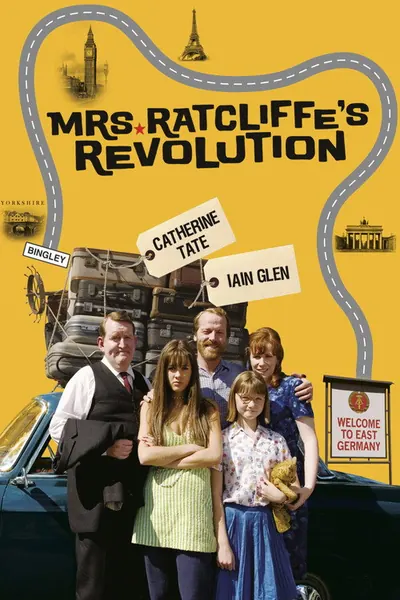 MRS★RATCLIFFE'S
REVOLUTION
YORKSHIRE
BINGLEY
CATHERINE
TATE
IAIN GLEN
WELCOME
TO EAST
GERMANY